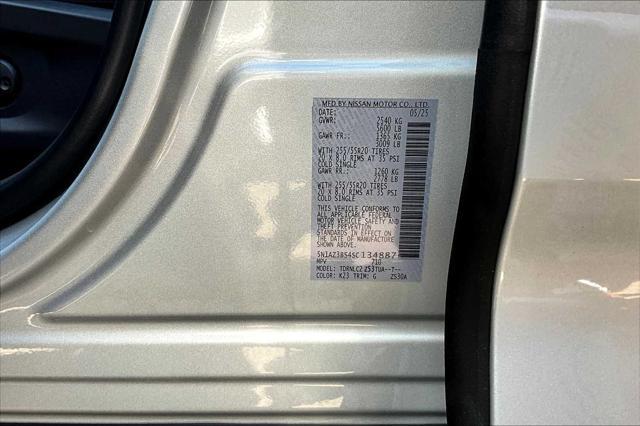 MFD BY NISSAN MOTOR CO., LTD.
DATE: 05/25
GVWR: 2540 KG
5600 LB
GAWR FR.: 1365 KG
3009 LB
WITH 255/55R20 TIRES
20 X 8.0 RIMS AT 35 PSI
COLD SINGLE
GAWR RR.: 1260 KG
2778 LB
WITH 255/55R20 TIRES
20 X 8.0 RIMS AT 35 PSI
COLD SINGLE
THIS VEHICLE CONFORMS TO
ALL APPLICABLE FEDERAL
MOTOR VEHICLE SAFETY AND
THEFT PREVENTION
STANDARDS IN EFFECT ON
THE DATE OF MANUFACTURE
SHOWN ABOVE.
5N1AZ3BS4SC134887
MPV 710
MODEL: TDRNLCZZS3TUA--T--
COLOR: K23 TRIM: G ZS30A